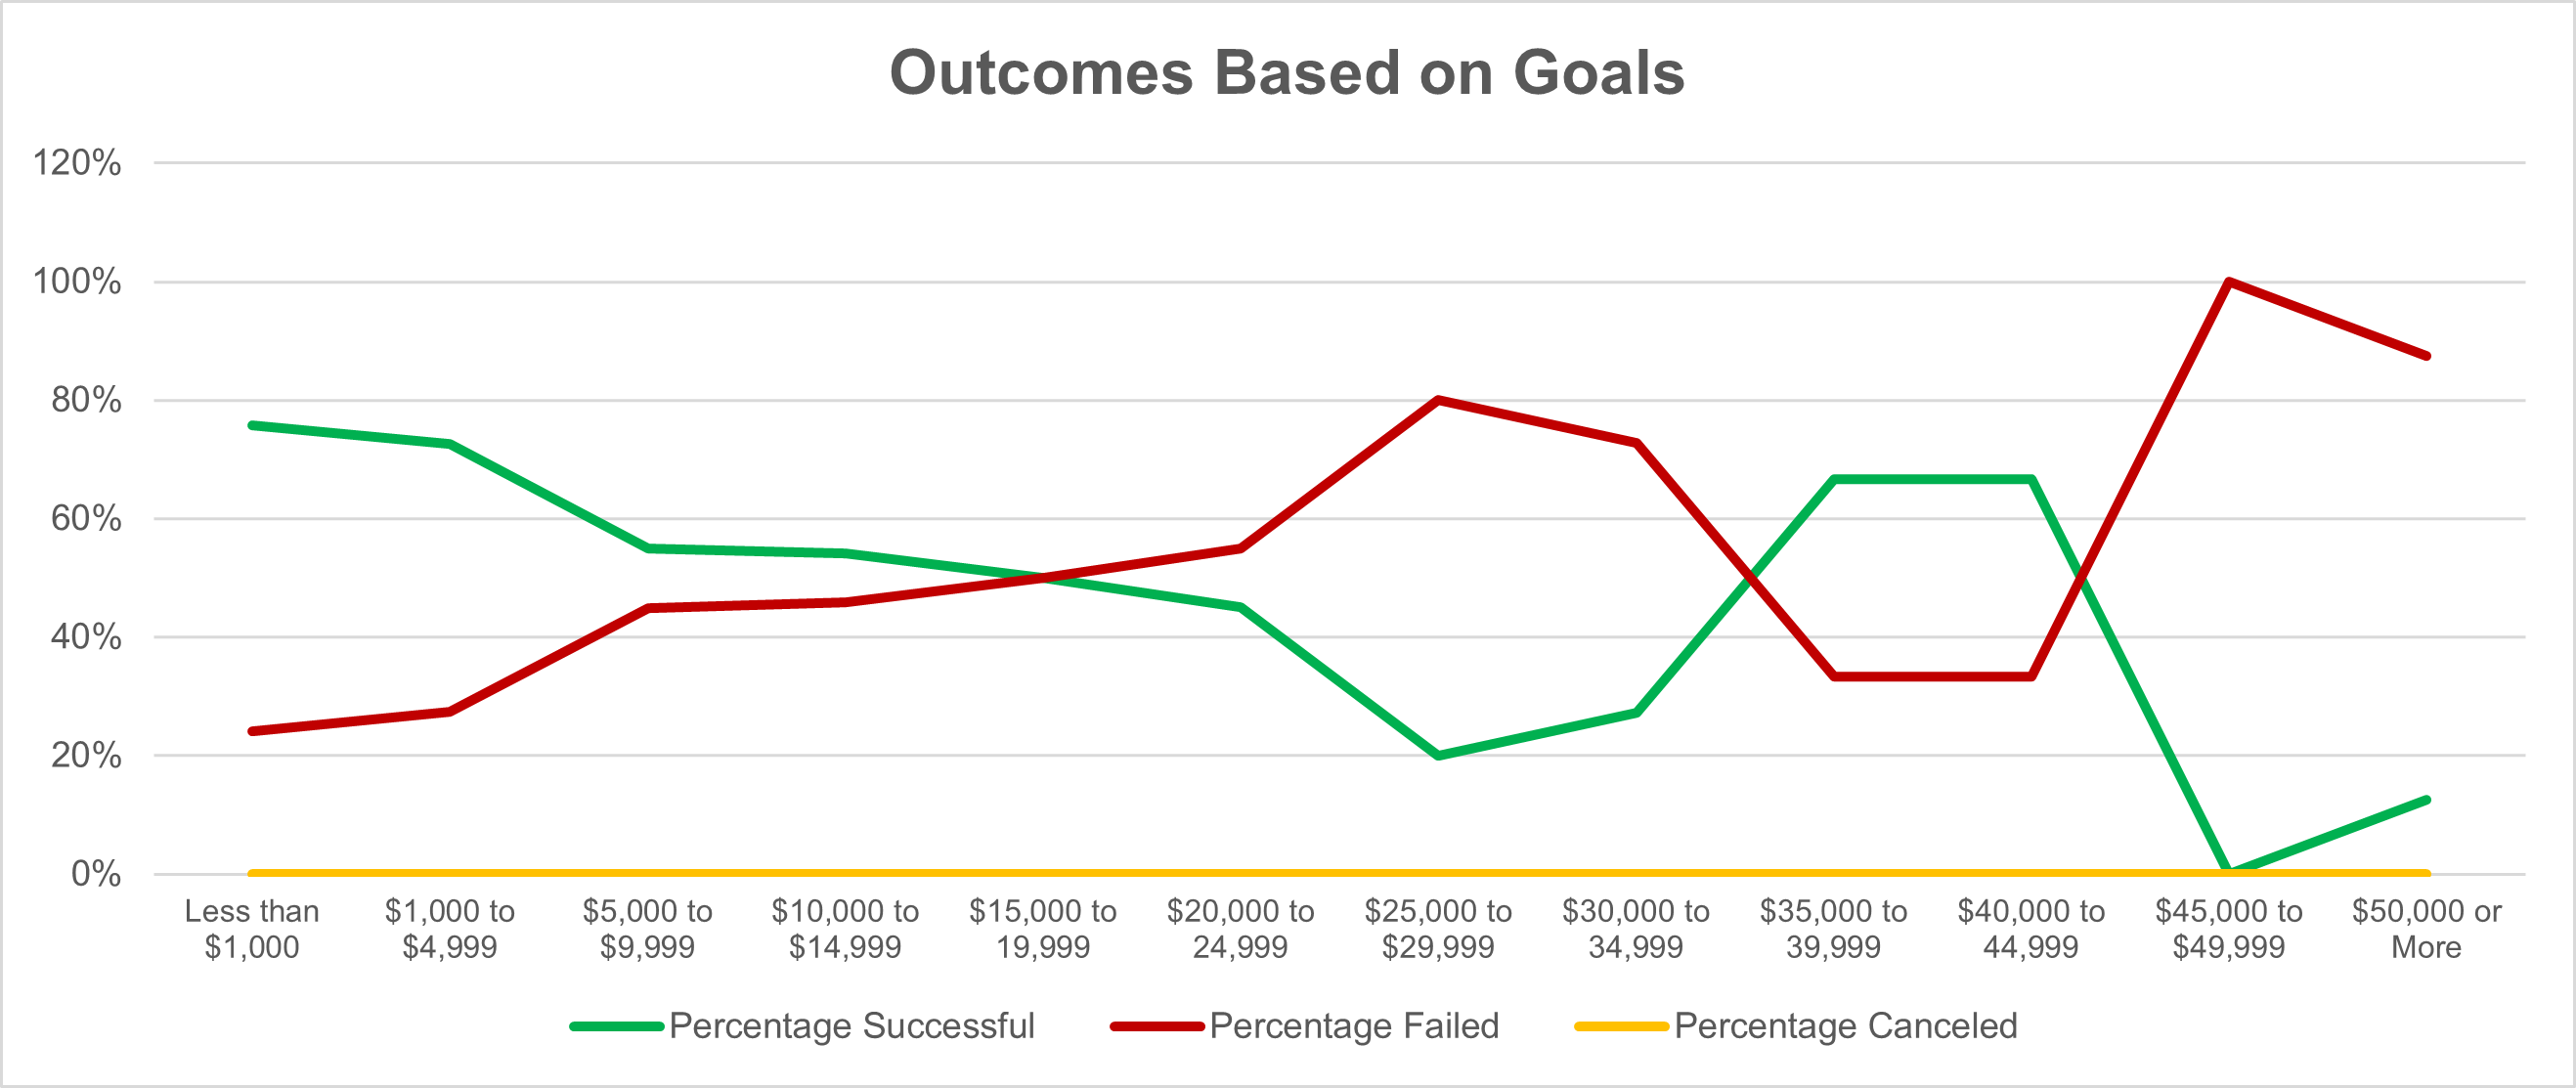 Outcomes Based on Goals
120%
100%
80%
60%
40%
20%
0%
Less than $1,000 to $5,000 to $10,000 to $15,000 to $20,000 to $25,000 to $30,000 to $35,000 to $40,000 to $45,000 to $50,000 or
$1,000 $4,999 $9,999 $14,999 19,999 24,999 $29,999 34,999 39,999 44,999 $49,999 More
Percentage Successful Percentage Failed Percentage Canceled